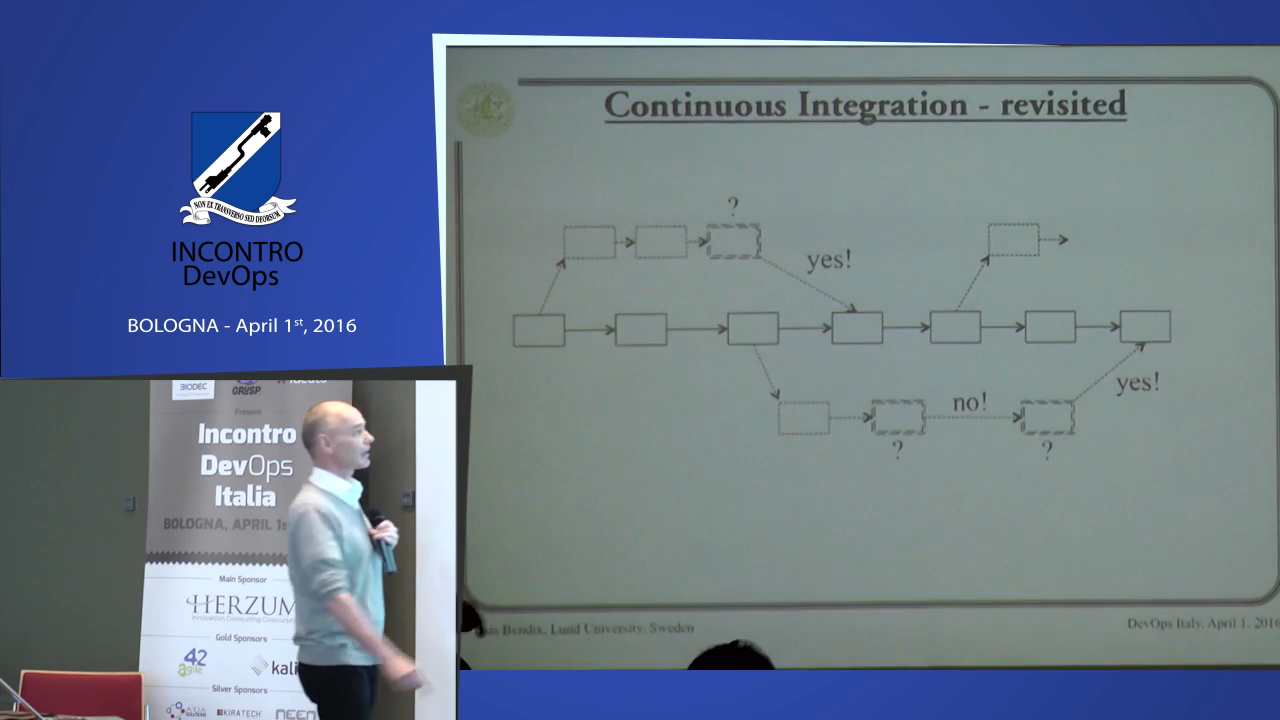 NON EX TRANSVERSO SED DEORSUM
INCONTRO
DevOps
BOLOGNA - April 1st, 2016
Continuous Integration - revisited
?
yes!
no!
yes!
?
?
Bendix, Lund University, Sweden
DevOps Italy, April 1, 2016
BIODEC
GRUSP
Present
Incontro
DevOps
Italia
BOLOGNA, APRIL
Main Sponsor
HERZUM
Gold Sponsors
42
agile
kali
Silver Sponsors
KIRATECH